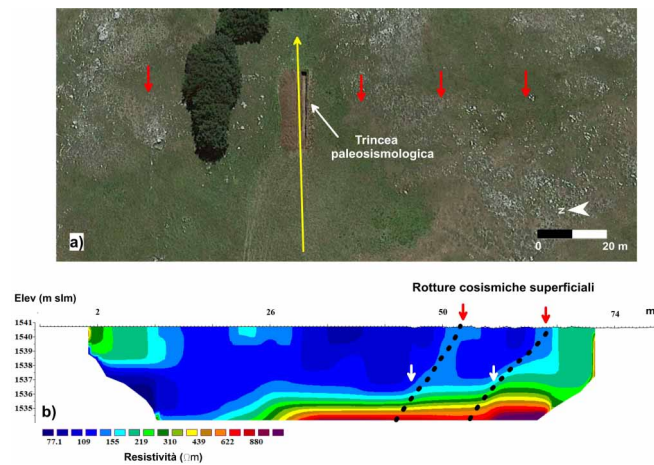 Trincea
paleosismologica
z
a)
0 20 m
Rotture cosismiche superficiali
Elev (m slm)
2 26 50 74 m
1541
1540
1539
1538
1537
1536
1535
b)
77.1 109 155 219 310 439 622 880
Resistività (▯m)